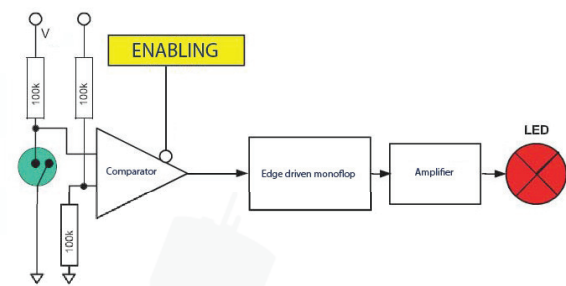 V
ENABLING
100k
100k
Comparator
100k
Edge driven monoflop
Amplifier
LED